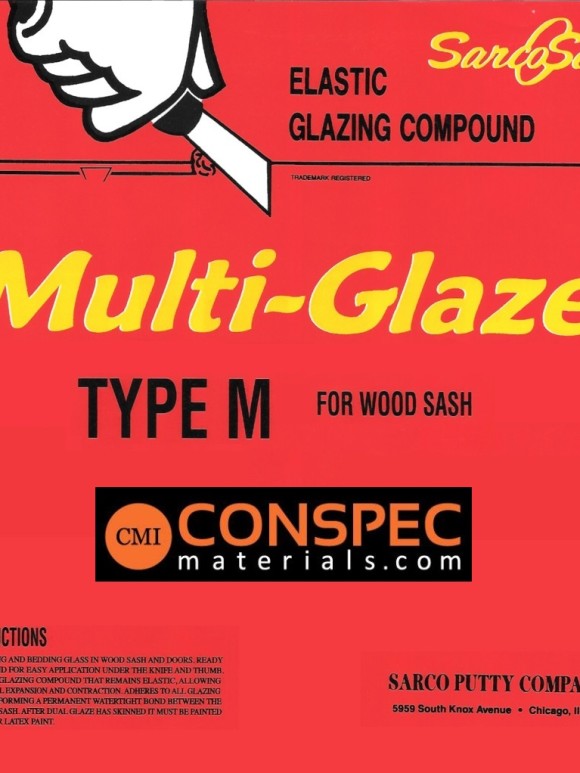 SarcoSe
ELASTIC
GLAZING COMPOUND
TRADEMARK REGISTERED
Multi-Glaze
TYPE M
FOR WOOD SASH
CMI
CONSPEC
materials.com
CTIONS
G AND BEDDING GLASS IN WOOD SASH AND DOORS. READY
D FOR EASY APPLICATION UNDER THE KNIFE AND THUMB.
GLAZING COMPOUND THAT REMAINS ELASTIC, ALLOWING
L EXPANSION AND CONTRACTION. ADHERES TO ALL GLAZING
FORMING A PERMANENT WATERTIGHT BOND BETWEEN THE
SASH. AFTER DUAL GLAZE HAS SKINNED IT MUST BE PAINTED
R LATEX PAINT.
SARCO PUTTY COMPA
5959 South Knox Avenue • Chicago, Il